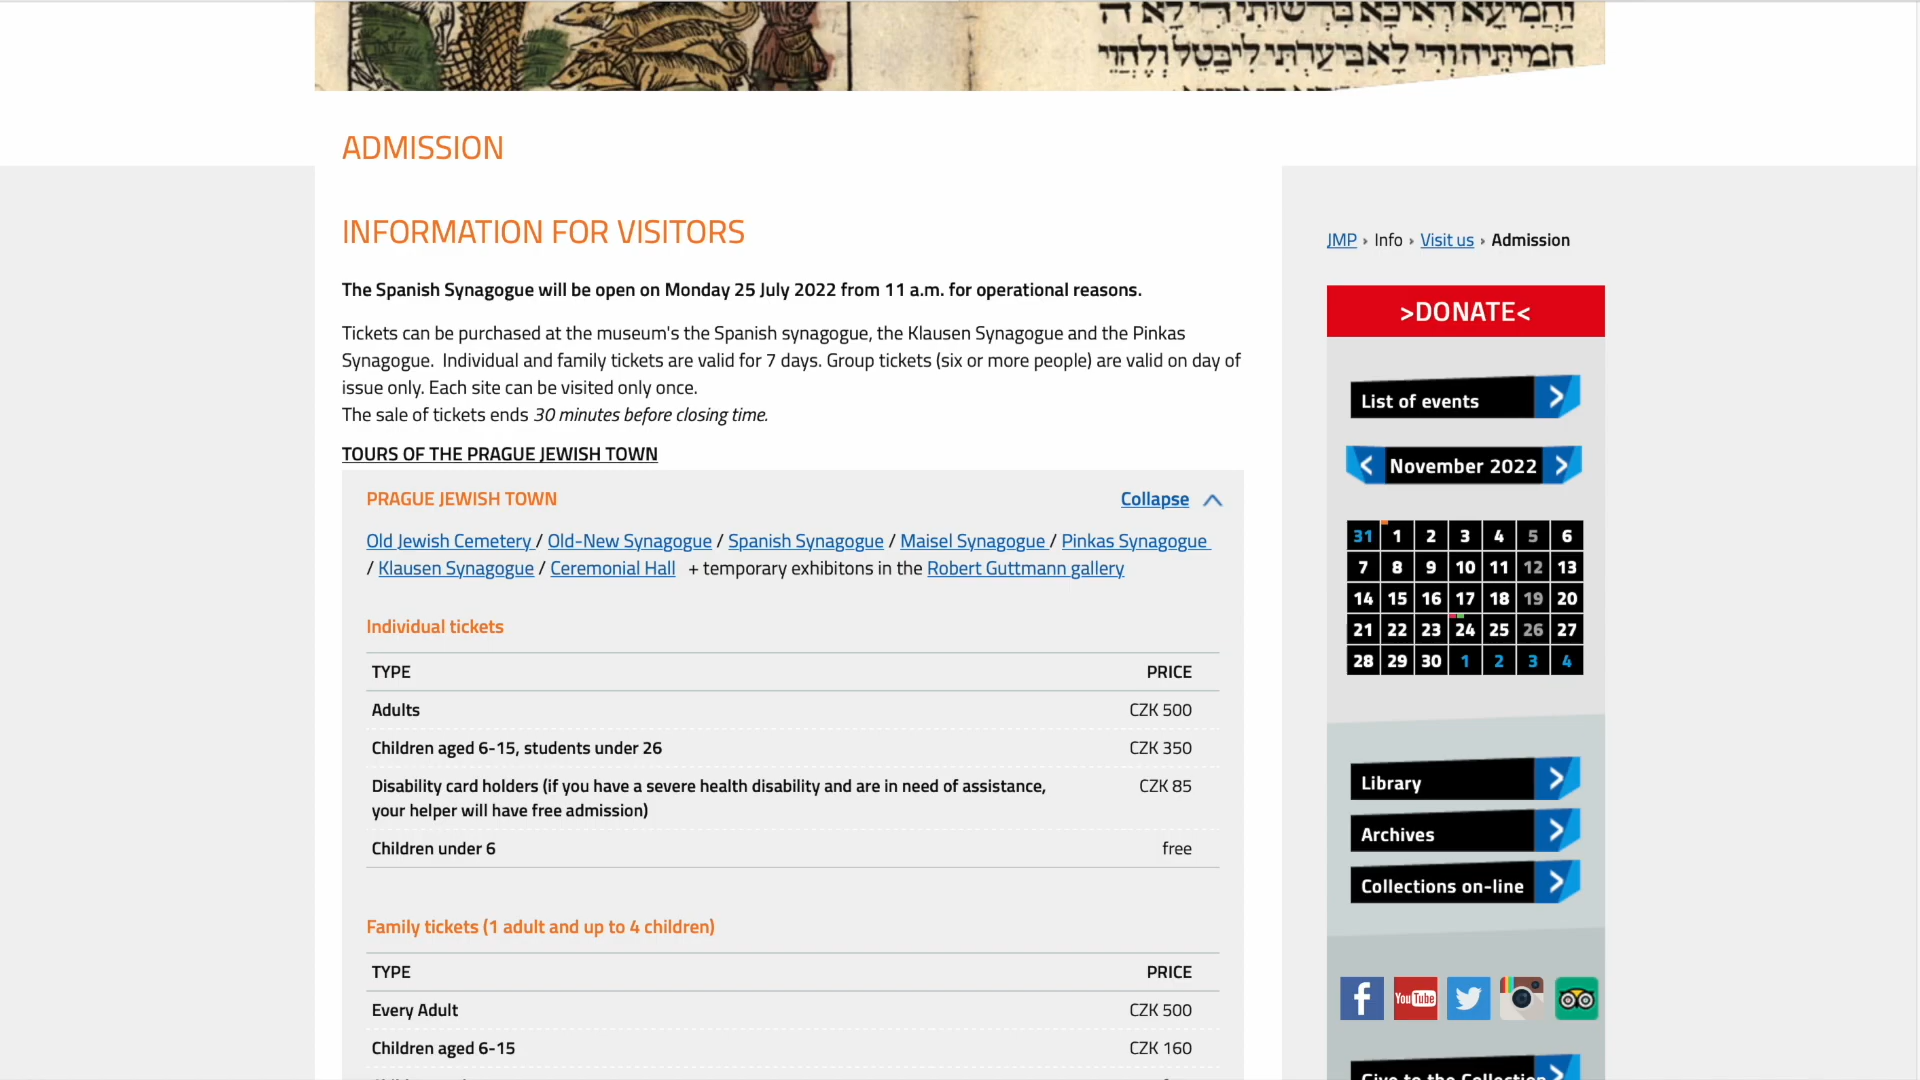 וַחֲמִיעָא דְאִיכָּא בִּרְשׁוּתִי דְּלָא
חמיתיה ודי לא ביערתי ליבטל ולהוי
ADMISSION
INFORMATION FOR VISITORS
The Spanish Synagogue will be open on Monday 25 July 2022 from 11 a.m. for operational reasons.
Tickets can be purchased at the museum's the Spanish synagogue, the Klausen Synagogue and the Pinkas
Synagogue. Individual and family tickets are valid for 7 days. Group tickets (six or more people) are valid on day of
issue only. Each site can be visited only once.
The sale of tickets ends 30 minutes before closing time.
TOURS OF THE PRAGUE JEWISH TOWN
PRAGUE JEWISH TOWN Collapse
Old Jewish Cemetery / Old-New Synagogue / Spanish Synagogue / Maisel Synagogue / Pinkas Synagogue
/ Klausen Synagogue / Ceremonial Hall + temporary exhibitons in the Robert Guttmann gallery
Individual tickets
TYPE PRICE
Adults CZK 500
Children aged 6-15, students under 26 CZK 350
Disability card holders (if you have a severe health disability and are in need of assistance, CZK 85
your helper will have free admission)
Children under 6 free
Family tickets (1 adult and up to 4 children)
TYPE PRICE
Every Adult CZK 500
Children aged 6-15 CZK 160
JMP › Info › Visit us › Admission
>DONATE<
List of events
November 2022
31 1 2 3 4 5 6
7 8 9 10 11 12 13
14 15 16 17 18 19 20
21 22 23 24 25 26 27
28 29 30 1 2 3 4
Library
Archives
Collections on-line
f YouTube
Give to the Collection